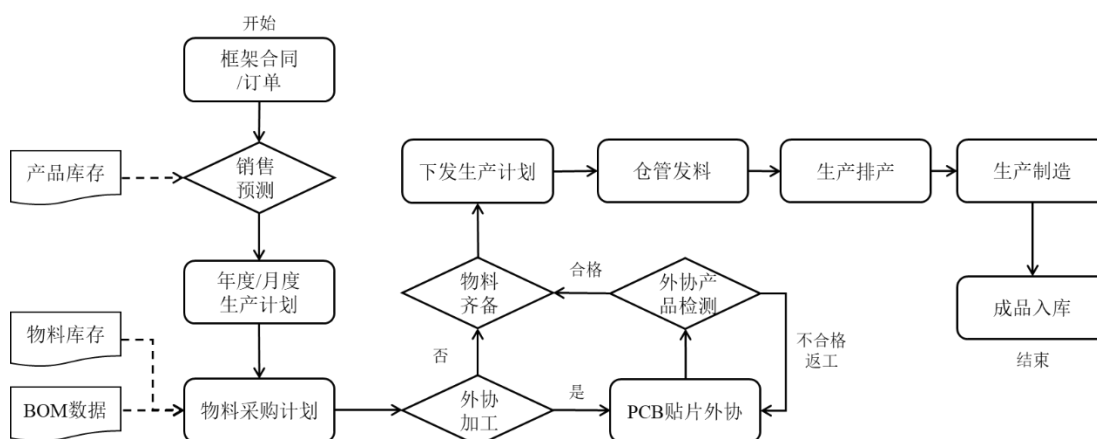 开始
框架合同
/订单
产品库存
销售
预测
年度/月度
生产计划
物料库存
BOM数据
物料采购计划
外协
加工
否
是
PCB贴片外协
外协产
品检测
不合格
返工
合格
物料
齐备
下发生产计划
仓管发料
生产排产
生产制造
成品入库
结束